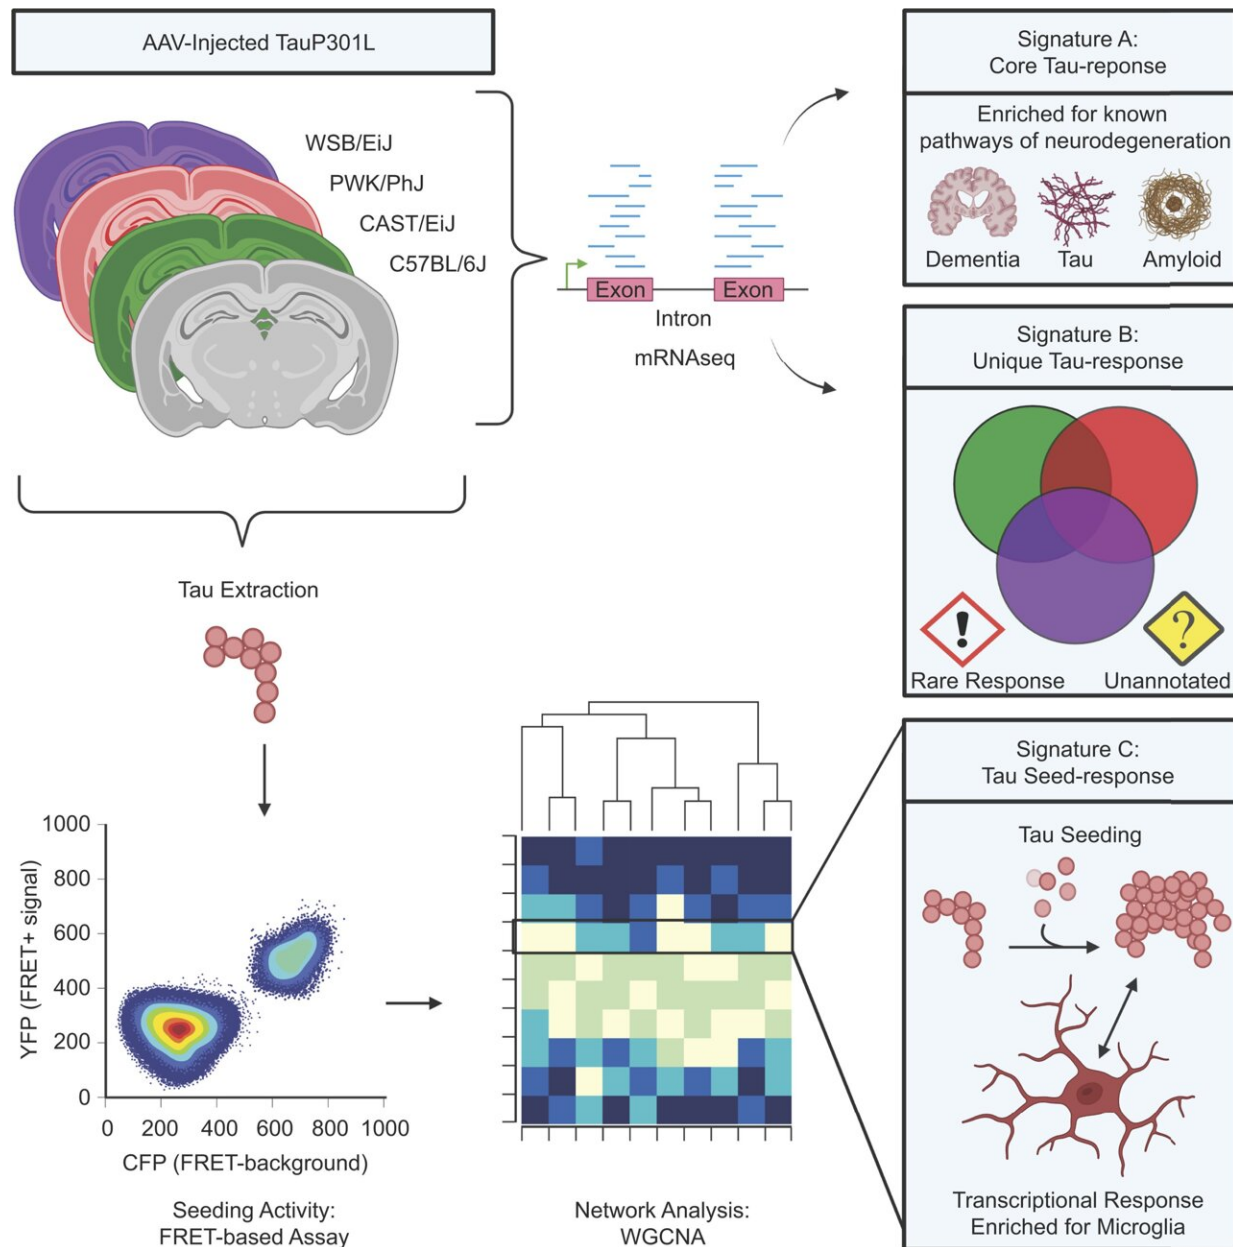 AAV-Injected TauP301L
WSB/EiJ
PWK/PhJ
CAST/EiJ
C57BL/6J
Exon
Exon
Intron
mRNAseq
Signature A:
Core Tau-reponse
Enriched for known
pathways of neurodegeneration
Dementia
Tau
Amyloid
Signature B:
Unique Tau-response
!
?
Rare Response
Unannotated
Tau Extraction
1000
800
600
400
200
0
YFP (FRET+ signal)
0
200
400
600
800
1000
CFP (FRET-background)
Seeding Activity:
FRET-based Assay
Network Analysis:
WGCNA
Signature C:
Tau Seed-response
Tau Seeding
Transcriptional Response
Enriched for Microglia